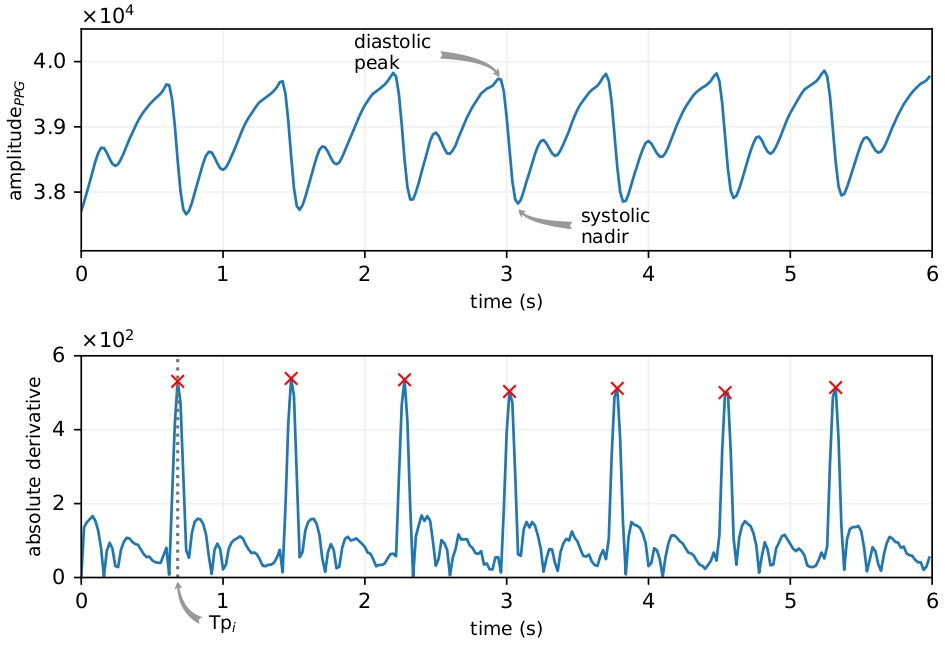 ×10⁴
amplitude_PPG
4.0
3.9
3.8
diastolic
peak
systolic
nadir
0 1 2 3 4 5 6
time (s)
×10²
absolute derivative
6
4
2
0
0 1 2 3 4 5 6
Tp_i
time (s)